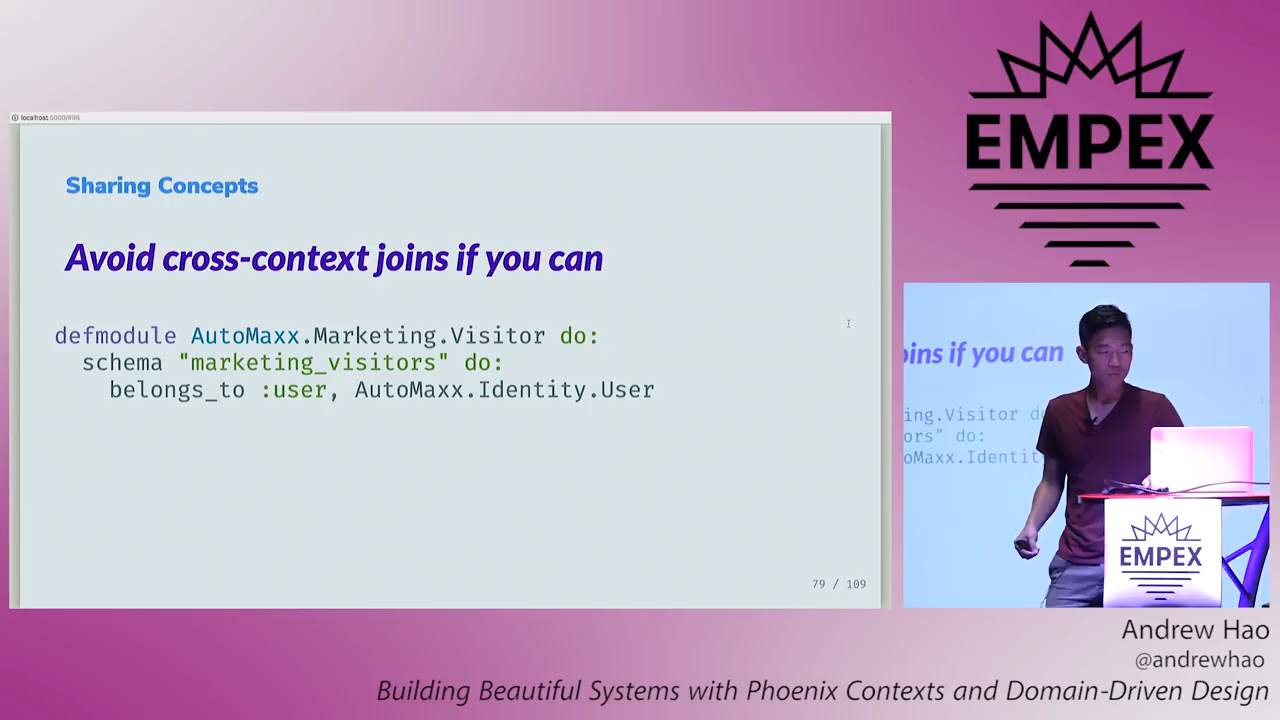 localhost:5000/#98
Sharing Concepts
Avoid cross-context joins if you can
defmodule AutoMaxx.Marketing.Visitor do:
schema "marketing_visitors" do:
belongs_to :user, AutoMaxx.Identity.User
79 / 109
EMPEX
oins if you can
ing.Visitor do
ors" do:
oMaxx.Identit
EMPEX
Andrew Hao
@andrewhao
Building Beautiful Systems with Phoenix Contexts and Domain-Driven Design